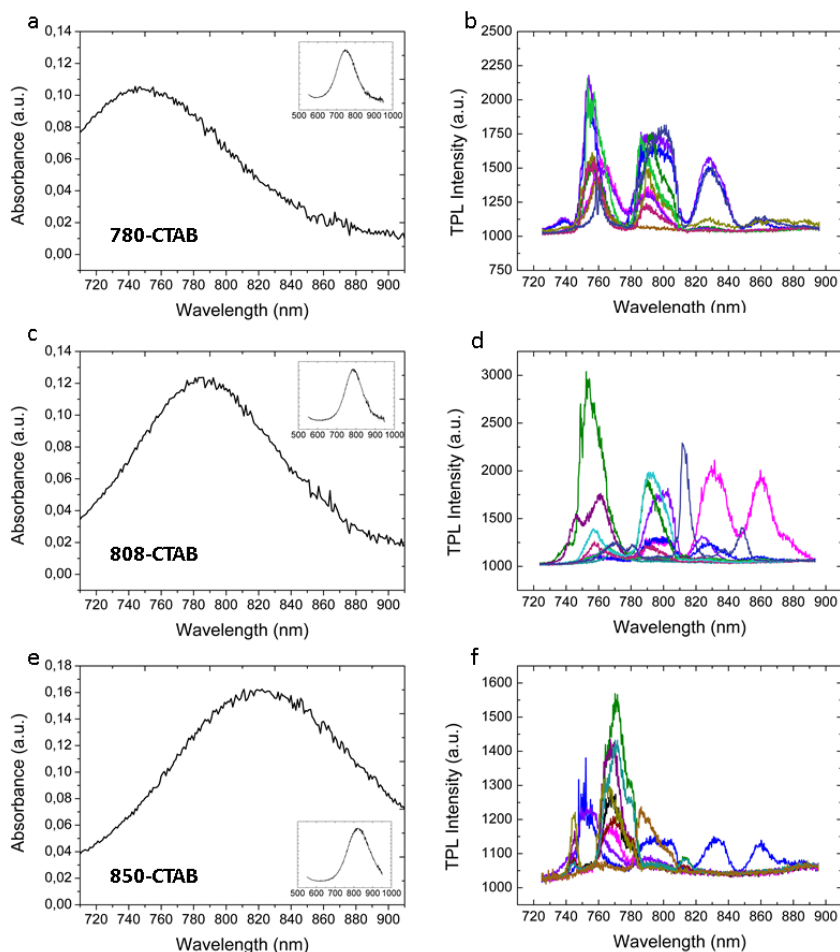 a
0,14
0,12
0,10
0,08
0,06
0,04
0,02
0,00
Absorbance (a.u.)
500 600 700 800 900 1000
780-CTAB
720 740 760 780 800 820 840 860 880 900
Wavelength (nm)
b
2500
2250
2000
1750
1500
1250
1000
750
TPL Intensity (a.u.)
720 740 760 780 800 820 840 860 880 900
Wavelength (nm)
c
0,14
0,12
0,10
0,08
0,06
0,04
0,02
0,00
Absorbance (a.u.)
500 600 700 800 900 1000
808-CTAB
720 740 760 780 800 820 840 860 880 900
Wavelength (nm)
d
3000
2500
2000
1500
1000
TPL Intensity (a.u.)
720 740 760 780 800 820 840 860 880 900
Wavelength (nm)
e
0,18
0,16
0,14
0,12
0,10
0,08
0,06
0,04
0,02
0,00
Absorbance (a.u.)
500 600 700 800 900 1000
850-CTAB
720 740 760 780 800 820 840 860 880 900
Wavelength (nm)
f
1600
1500
1400
1300
1200
1100
1000
TPL Intensity (a.u.)
720 740 760 780 800 820 840 860 880 900
Wavelength (nm)